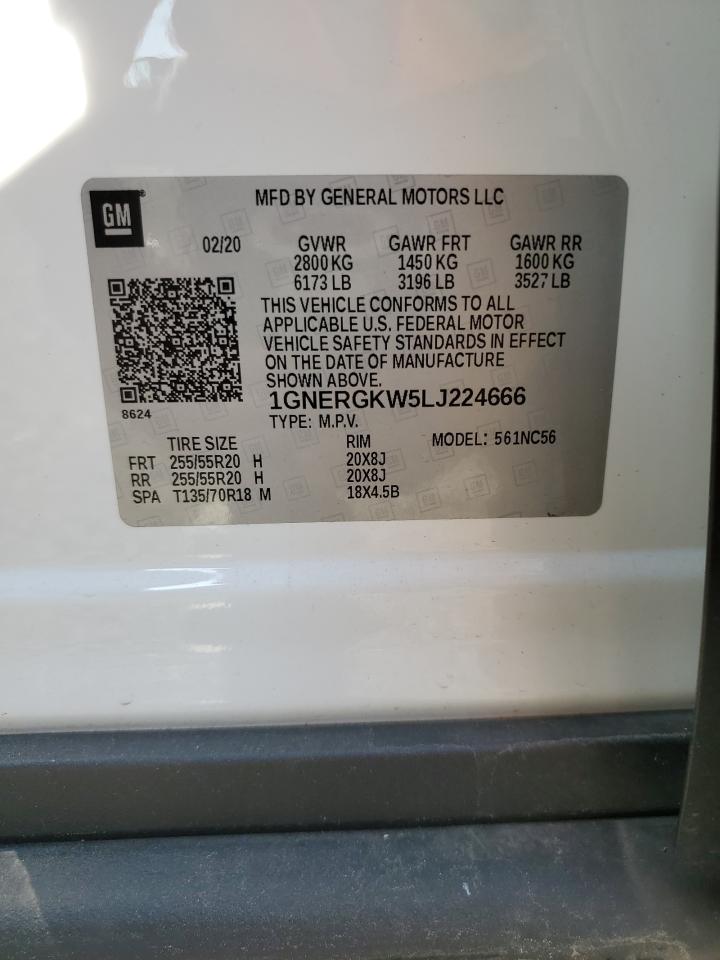 GM
MFD BY GENERAL MOTORS LLC
02/20 GVWR GAWR FRT GAWR RR
2800 KG 1450 KG 1600 KG
6173 LB 3196 LB 3527 LB
THIS VEHICLE CONFORMS TO ALL
APPLICABLE U.S. FEDERAL MOTOR
VEHICLE SAFETY STANDARDS IN EFFECT
ON THE DATE OF MANUFACTURE
SHOWN ABOVE.
1GNERGKW5LJ224666
8624
TYPE: M.P.V.
TIRE SIZE RIM MODEL: 561NC56
FRT 255/55R20 H 20X8J
RR 255/55R20 H 20X8J
SPA T135/70R18 M 18X4.5B